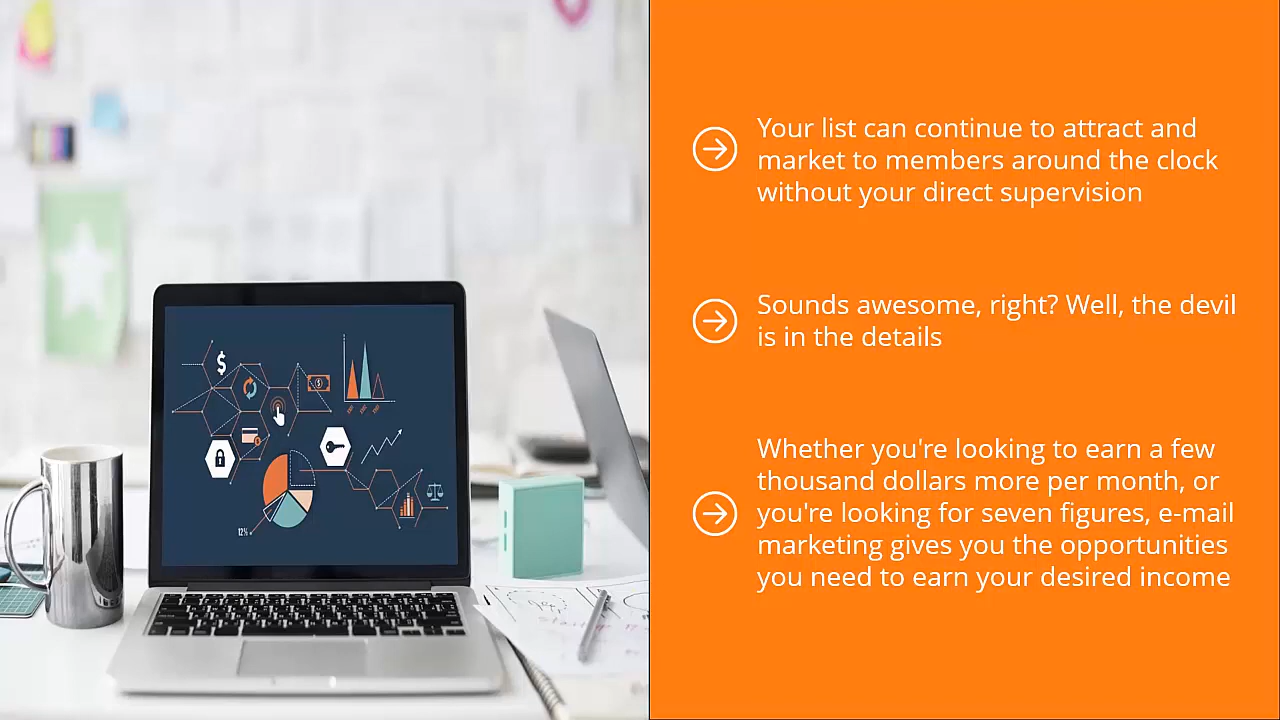 Your list can continue to attract and
market to members around the clock
without your direct supervision
Sounds awesome, right? Well, the devil
is in the details
Whether you're looking to earn a few
thousand dollars more per month, or
you're looking for seven figures, e-mail
marketing gives you the opportunities
you need to earn your desired income
$
12%